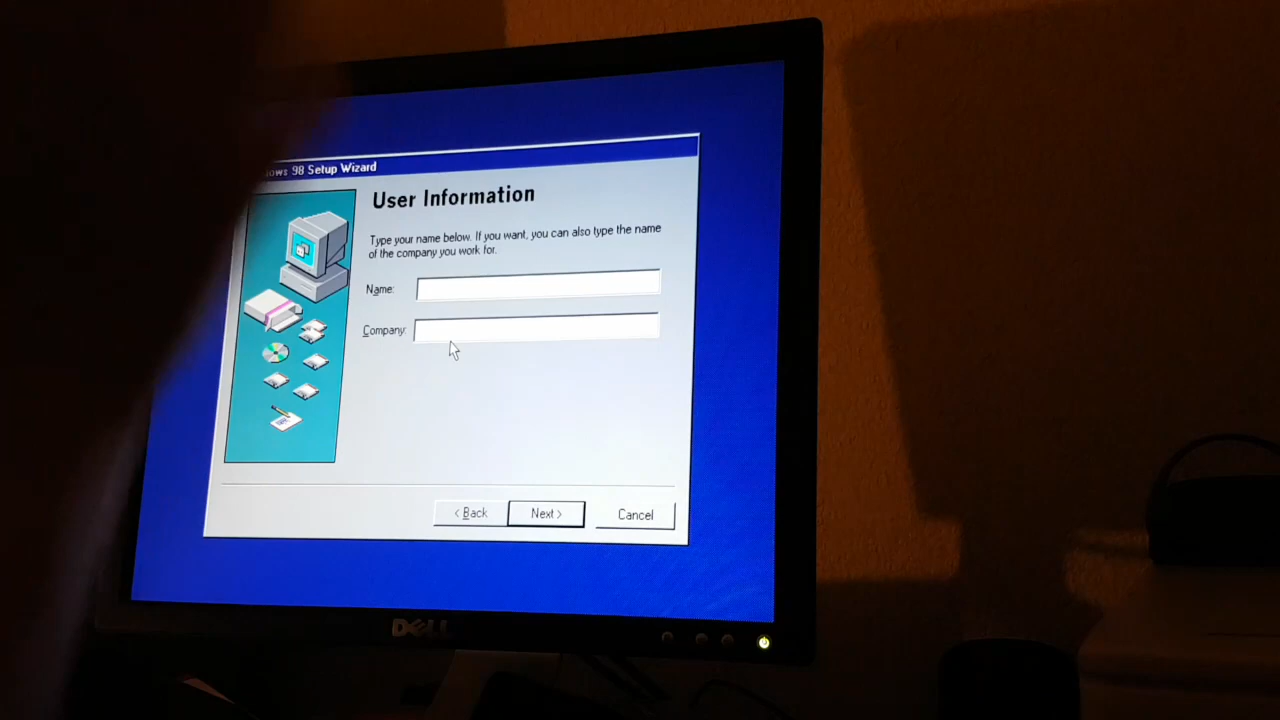 ows 98 Setup Wizard
User Information
Type your name below. If you want, you can also type the name
of the company you work for.
Name:
Company:
< Back
Next >
Cancel
DELL